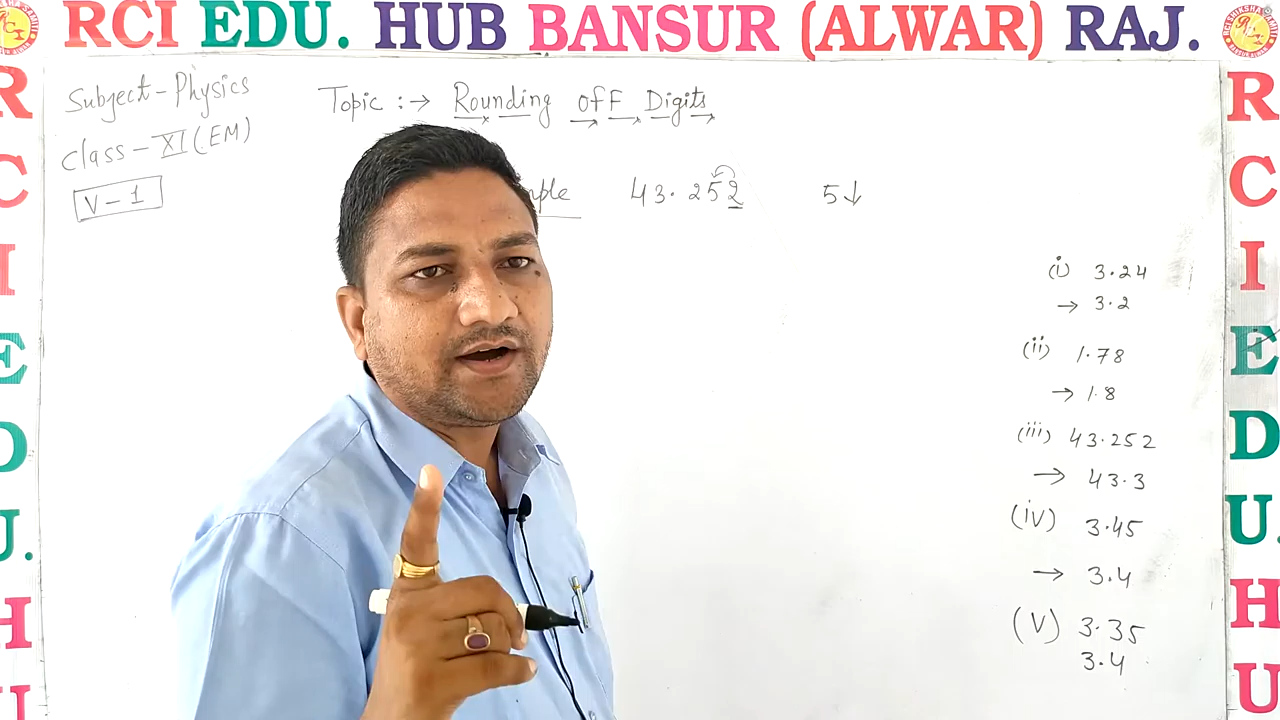 RCI EDU. HUB BANSUR (ALWAR) RAJ.
Subject - Physics
Class - XI (EM)
V - 1
Topic :→ Rounding ofF Digits
43.252 5↓
(i) 3.24
→ 3.2
(ii) 1.78
→ 1.8
(iii) 43.252
→ 43.3
(iv) 3.45
→ 3.4
(V) 3.35
3.4
R
C
I
E
D
U.
H
U
R
C
I
E
D
U.
H
U